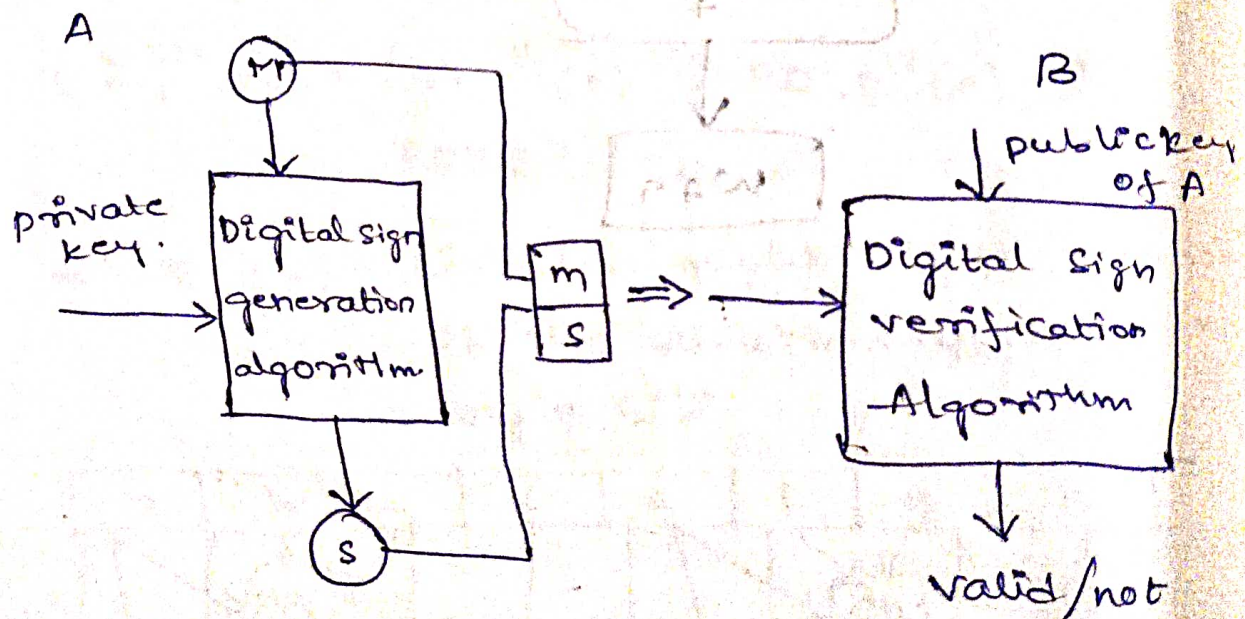 A
m
private
key.
Digital sign
generation
algorithm
S
m
S
B
public key
of A
Digital Sign
verification
Algorithm
valid/not